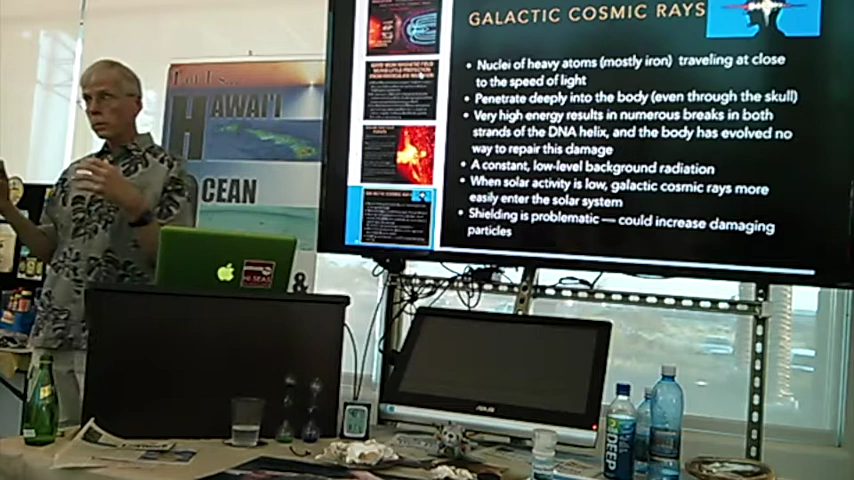 GALACTIC COSMIC RAYS
• Nuclei of heavy atoms (mostly iron) traveling at close
to the speed of light
• Penetrate deeply into the body (even through the skull)
• Very high energy results in numerous breaks in both
strands of the DNA helix, and the body has evolved no
way to repair this damage
• A constant, low-level background radiation
• When solar activity is low, galactic cosmic rays more
easily enter the solar system
• Shielding is problematic — could increase damaging
particles
HAWAI'I
OCEAN
&
HI-SEAS
ASUS
DEEP